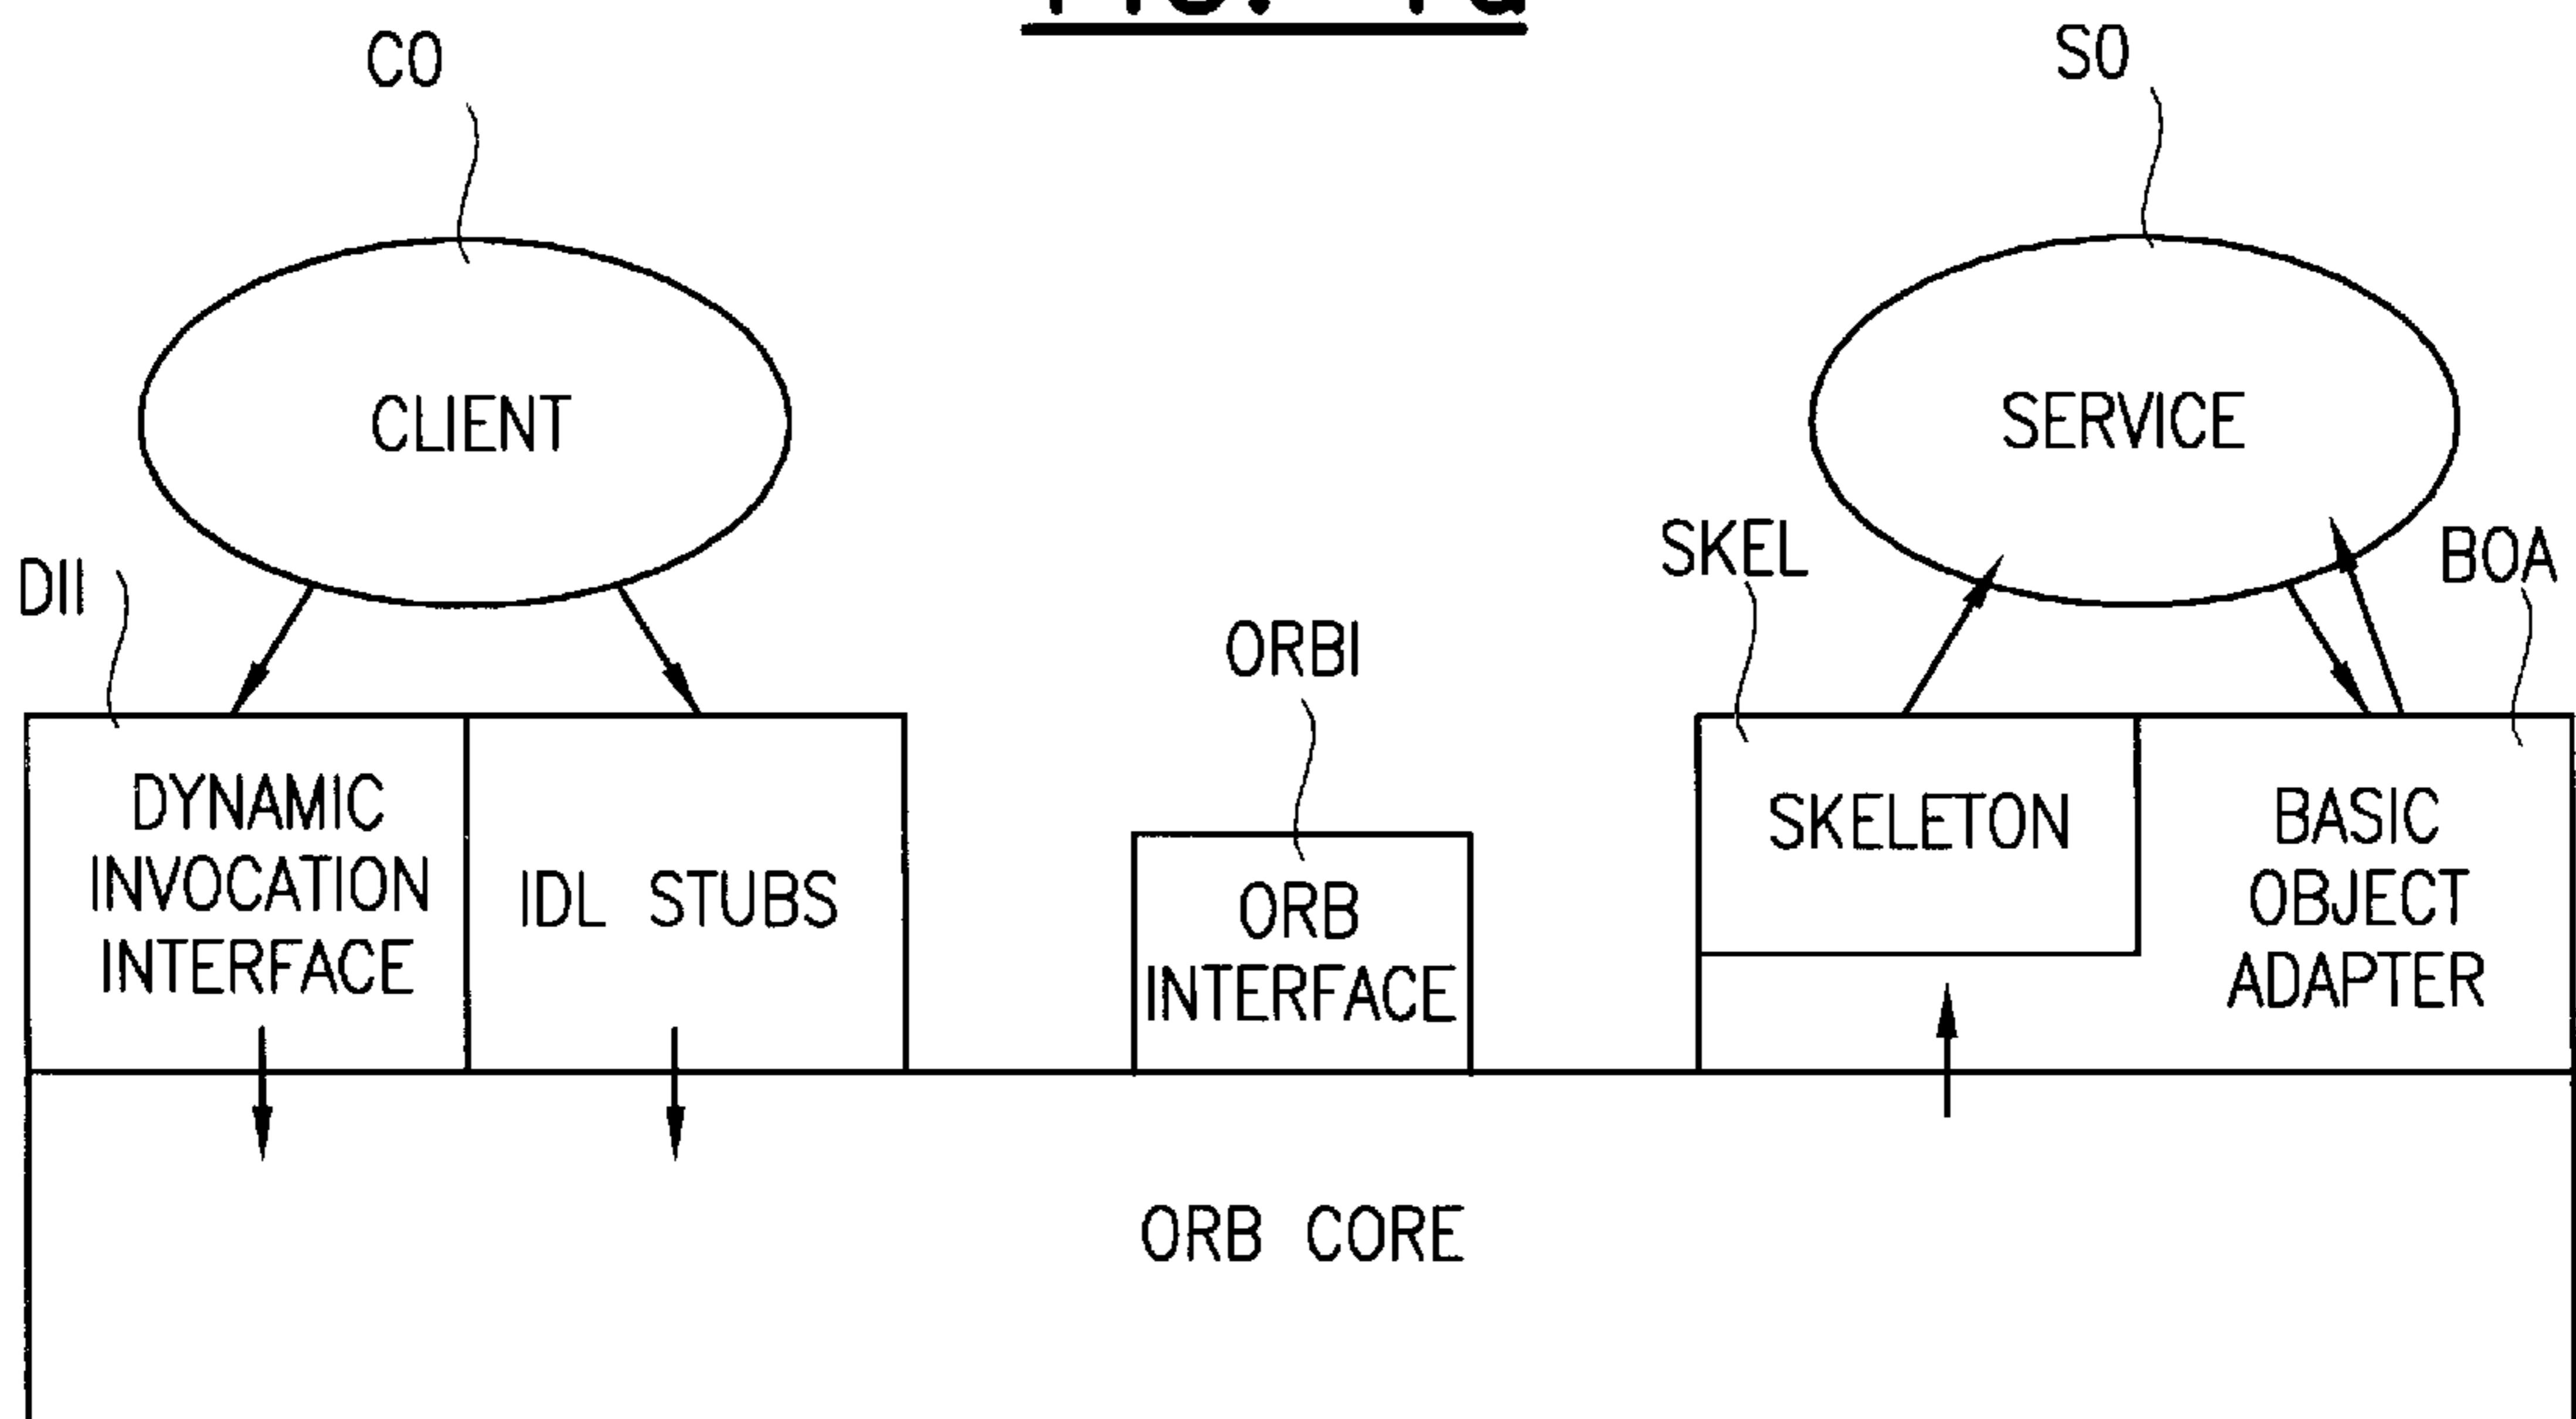 CO
SO
CLIENT
SERVICE
DII
SKEL
BOA
ORBI
DYNAMIC
INVOCATION
INTERFACE
IDL STUBS
ORB
INTERFACE
SKELETON
BASIC
OBJECT
ADAPTER
ORB CORE